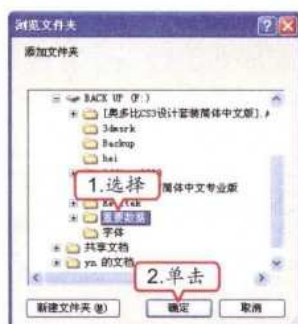 浏览文件夹
添加文件夹
BACK UP (F:)
[奥多比CS3设计套装简体中文版].
3dmark
Backup
hei
1.选择
简体中文专业版
重要数据
字体
共享文档
yn 的文档
2.单击
新建文件夹(M)
确定
取消